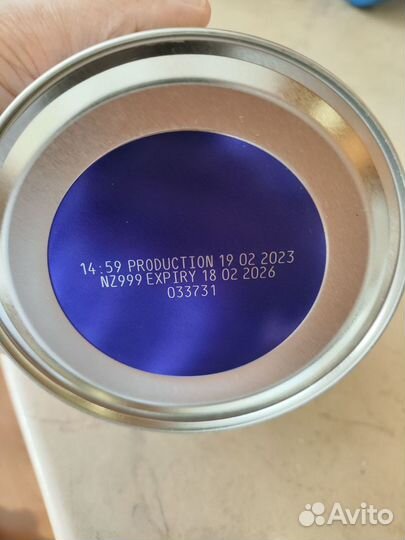 14:59 PRODUCTION 19 02 2023
NZ999 EXPIRY 18 02 2026
033731
Avito